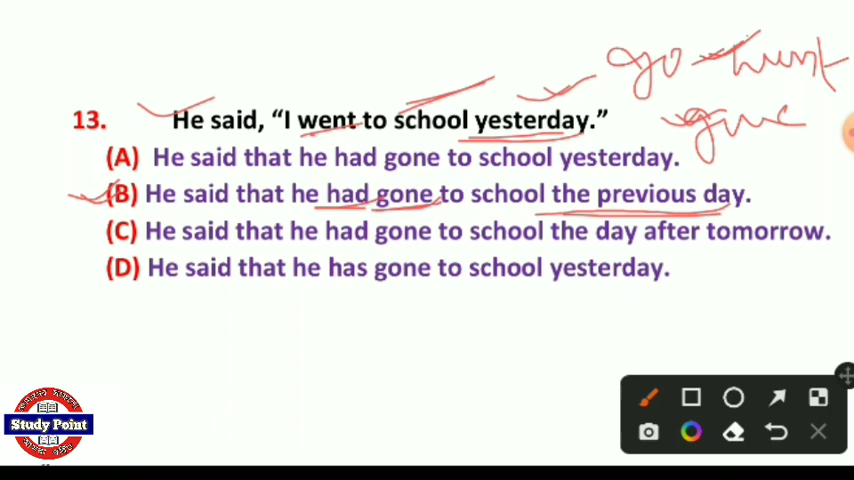 go went
gone
13. He said, “I went to school yesterday.”
(A) He said that he had gone to school yesterday.
(B) He said that he had gone to school the previous day.
(C) He said that he had gone to school the day after tomorrow.
(D) He said that he has gone to school yesterday.
Study Point